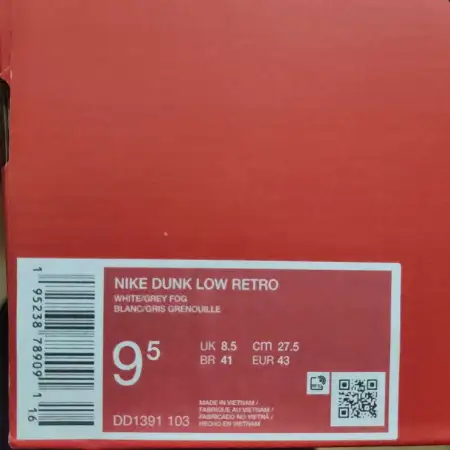 NIKE DUNK LOW RETRO
WHITE/GREY FOG
BLANC/GRIS GRENOUILLE
9⁵
UK 8.5 cm 27.5
BR 41 EUR 43
MADE IN VIETNAM /
FABRIQUE AU VIETNAM /
FABRICADO NO VIETNA /
HECHO EN VIETNAM
DD1391 103
1 95238 78909 1 16